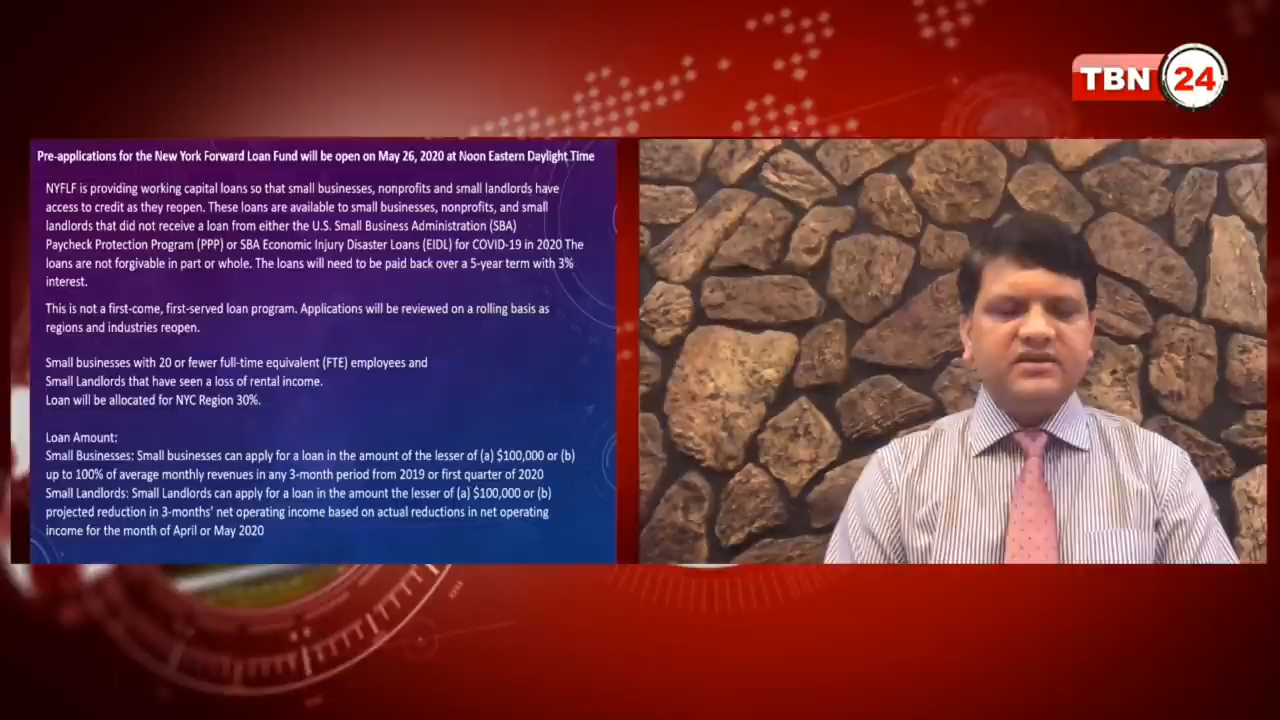 TBN 24
Pre-applications for the New York Forward Loan Fund will be open on May 26, 2020 at Noon Eastern Daylight Time
NYFLF is providing working capital loans so that small businesses, nonprofits and small landlords have
access to credit as they reopen. These loans are available to small businesses, nonprofits, and small
landlords that did not receive a loan from either the U.S. Small Business Administration (SBA)
Paycheck Protection Program (PPP) or SBA Economic Injury Disaster Loans (EIDL) for COVID-19 in 2020 The
loans are not forgivable in part or whole. The loans will need to be paid back over a 5-year term with 3%
interest.
This is not a first-come, first-served loan program. Applications will be reviewed on a rolling basis as
regions and industries reopen.
Small businesses with 20 or fewer full-time equivalent (FTE) employees and
Small Landlords that have seen a loss of rental income.
Loan will be allocated for NYC Region 30%.
Loan Amount:
Small Businesses: Small businesses can apply for a loan in the amount of the lesser of (a) $100,000 or (b)
up to 100% of average monthly revenues in any 3-month period from 2019 or first quarter of 2020
Small Landlords: Small Landlords can apply for a loan in the amount the lesser of (a) $100,000 or (b)
projected reduction in 3-months' net operating income based on actual reductions in net operating
income for the month of April or May 2020